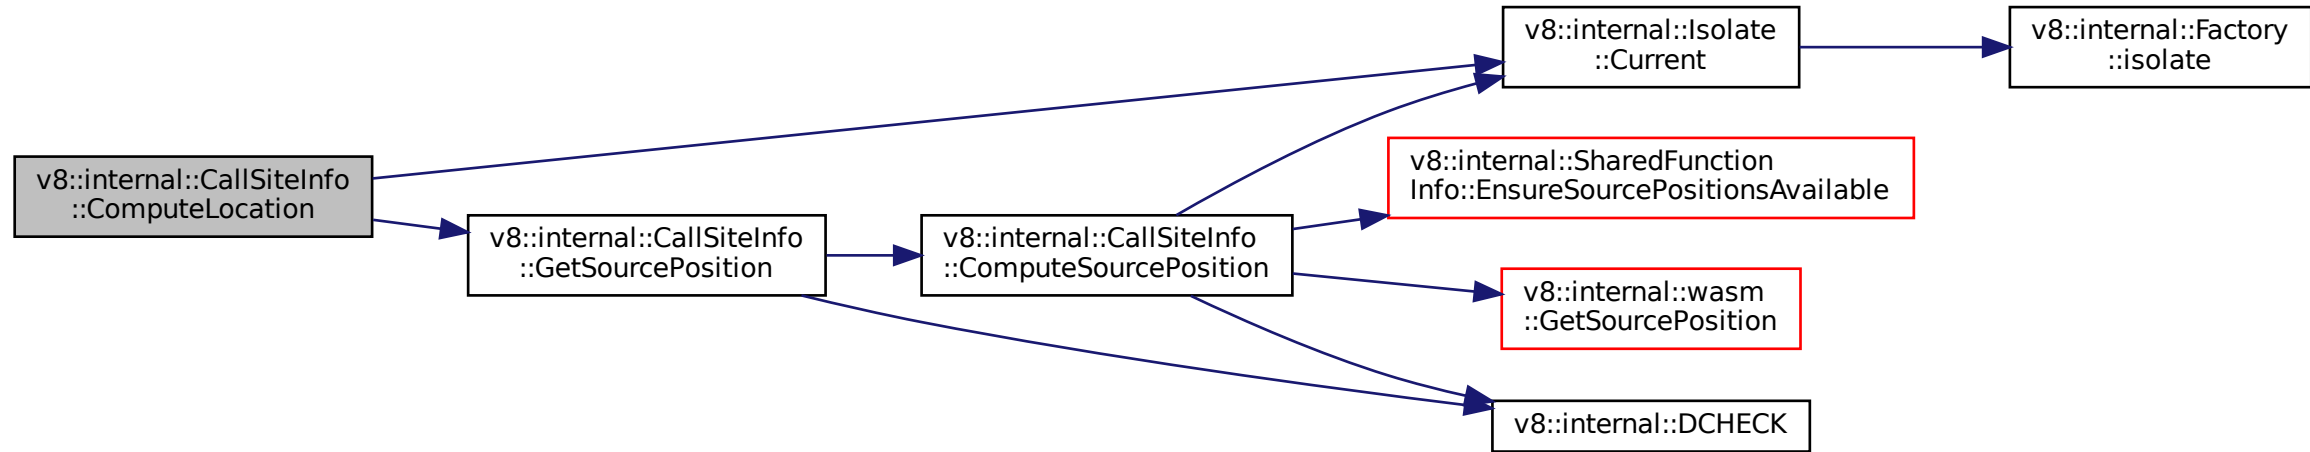 v8::internal::CallSiteInfo
::ComputeLocation
v8::internal::CallSiteInfo
::GetSourcePosition
v8::internal::CallSiteInfo
::ComputeSourcePosition
v8::internal::Isolate
::Current
v8::internal::Factory
::isolate
v8::internal::SharedFunction
Info::EnsureSourcePositionsAvailable
v8::internal::wasm
::GetSourcePosition
v8::internal::DCHECK